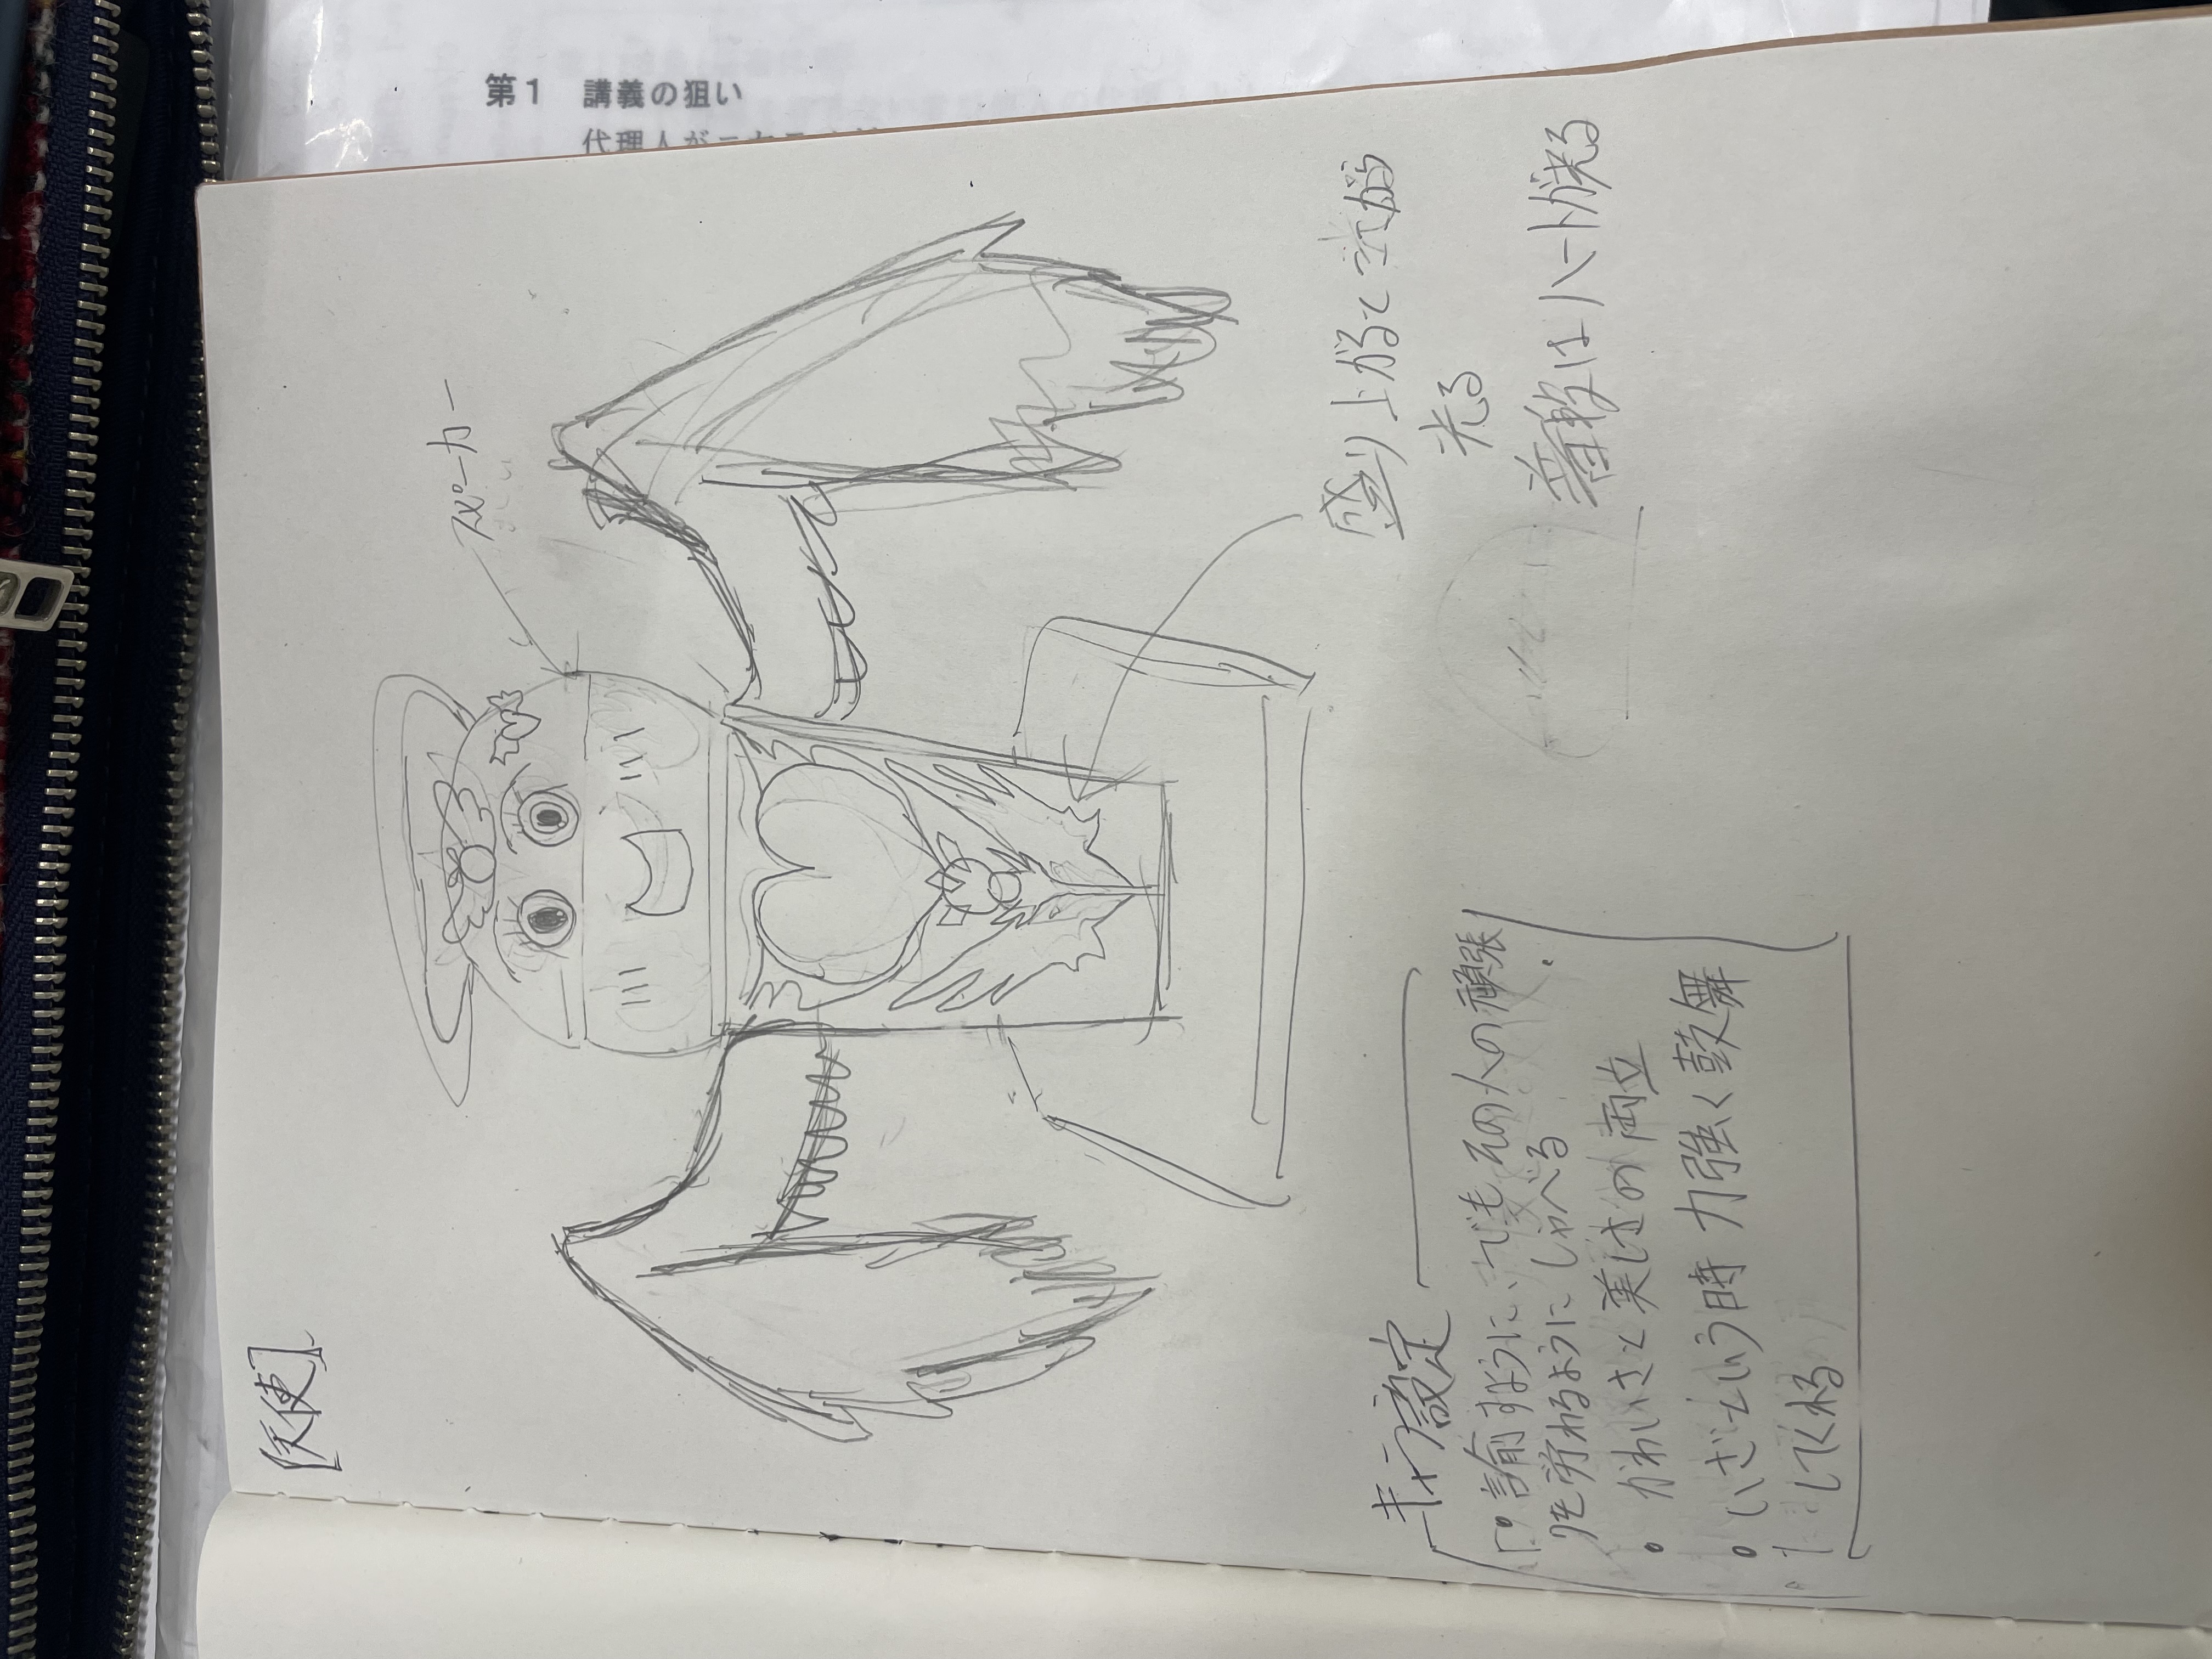 [天使]
スピーカー
盛り上がるとここから
光る
普段はハートが光る
キャラ設定
諭すように、でもその人の頑張
りを労わるようにしゃべる
かわいさと美しさの両立
いざという時力強く鼓舞
してくれる
第1 講義の狙い
代理人が